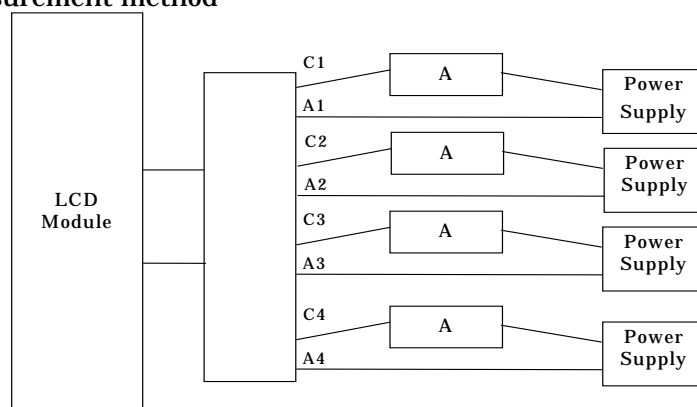 surement method
C1
A
Power
Supply
A1
C2
A
Power
Supply
A2
LCD
Module
C3
A
Power
Supply
A3
C4
A
Power
Supply
A4